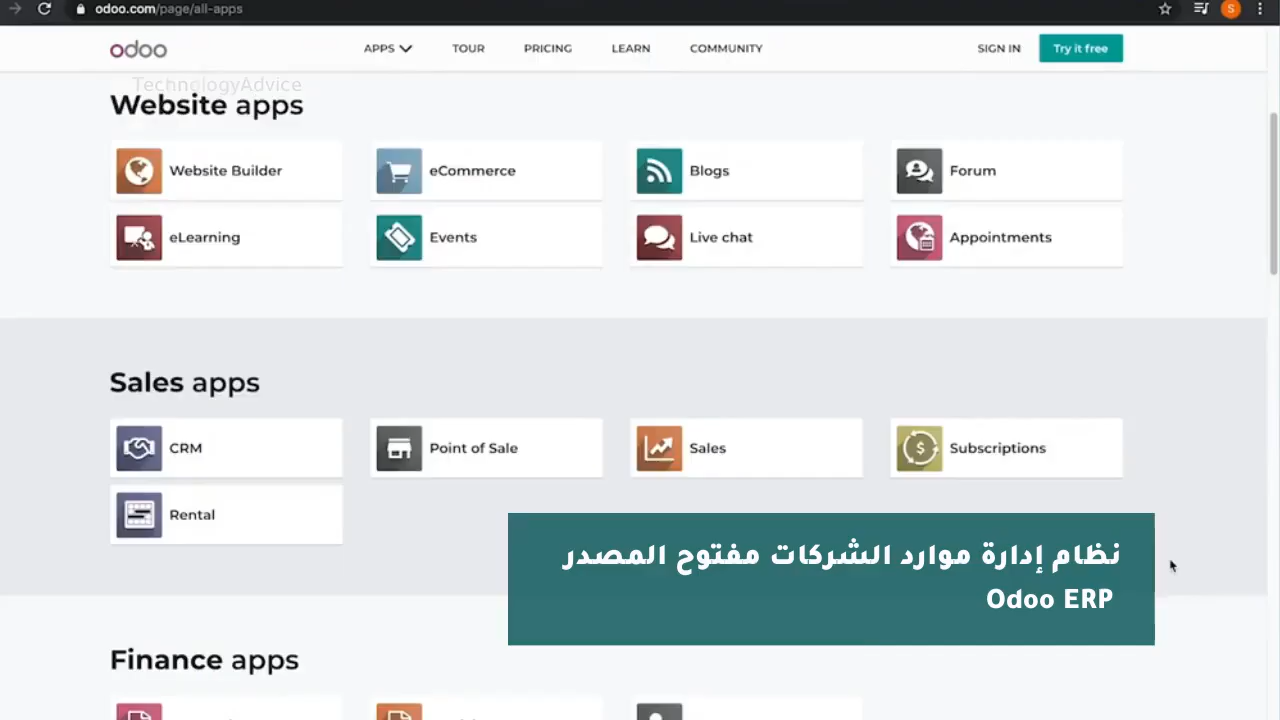 odoo.com/page/all-apps
S
odoo
APPS
TOUR
PRICING
LEARN
COMMUNITY
SIGN IN
Try it free
TechnologyAdvice
Website apps
Website Builder
eCommerce
Blogs
Forum
eLearning
Events
Live chat
Appointments
Sales apps
CRM
Point of Sale
Sales
Subscriptions
Rental
نظام إدارة موارد الشركات مفتوح المصدر
Odoo ERP
Finance apps